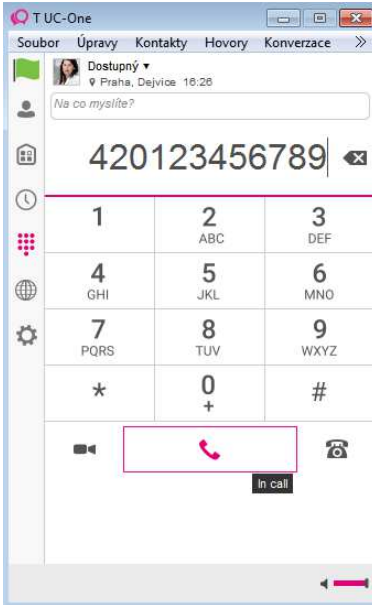 T UC-One
Soubor Úpravy Kontakty Hovory Konverzace »
Dostupný ▾
Praha, Dejvice 16:26
Na co myslíte?
420123456789
1 2 3
ABC DEF
4 5 6
GHI JKL MNO
7 8 9
PQRS TUV WXYZ
* 0 #
+
In call